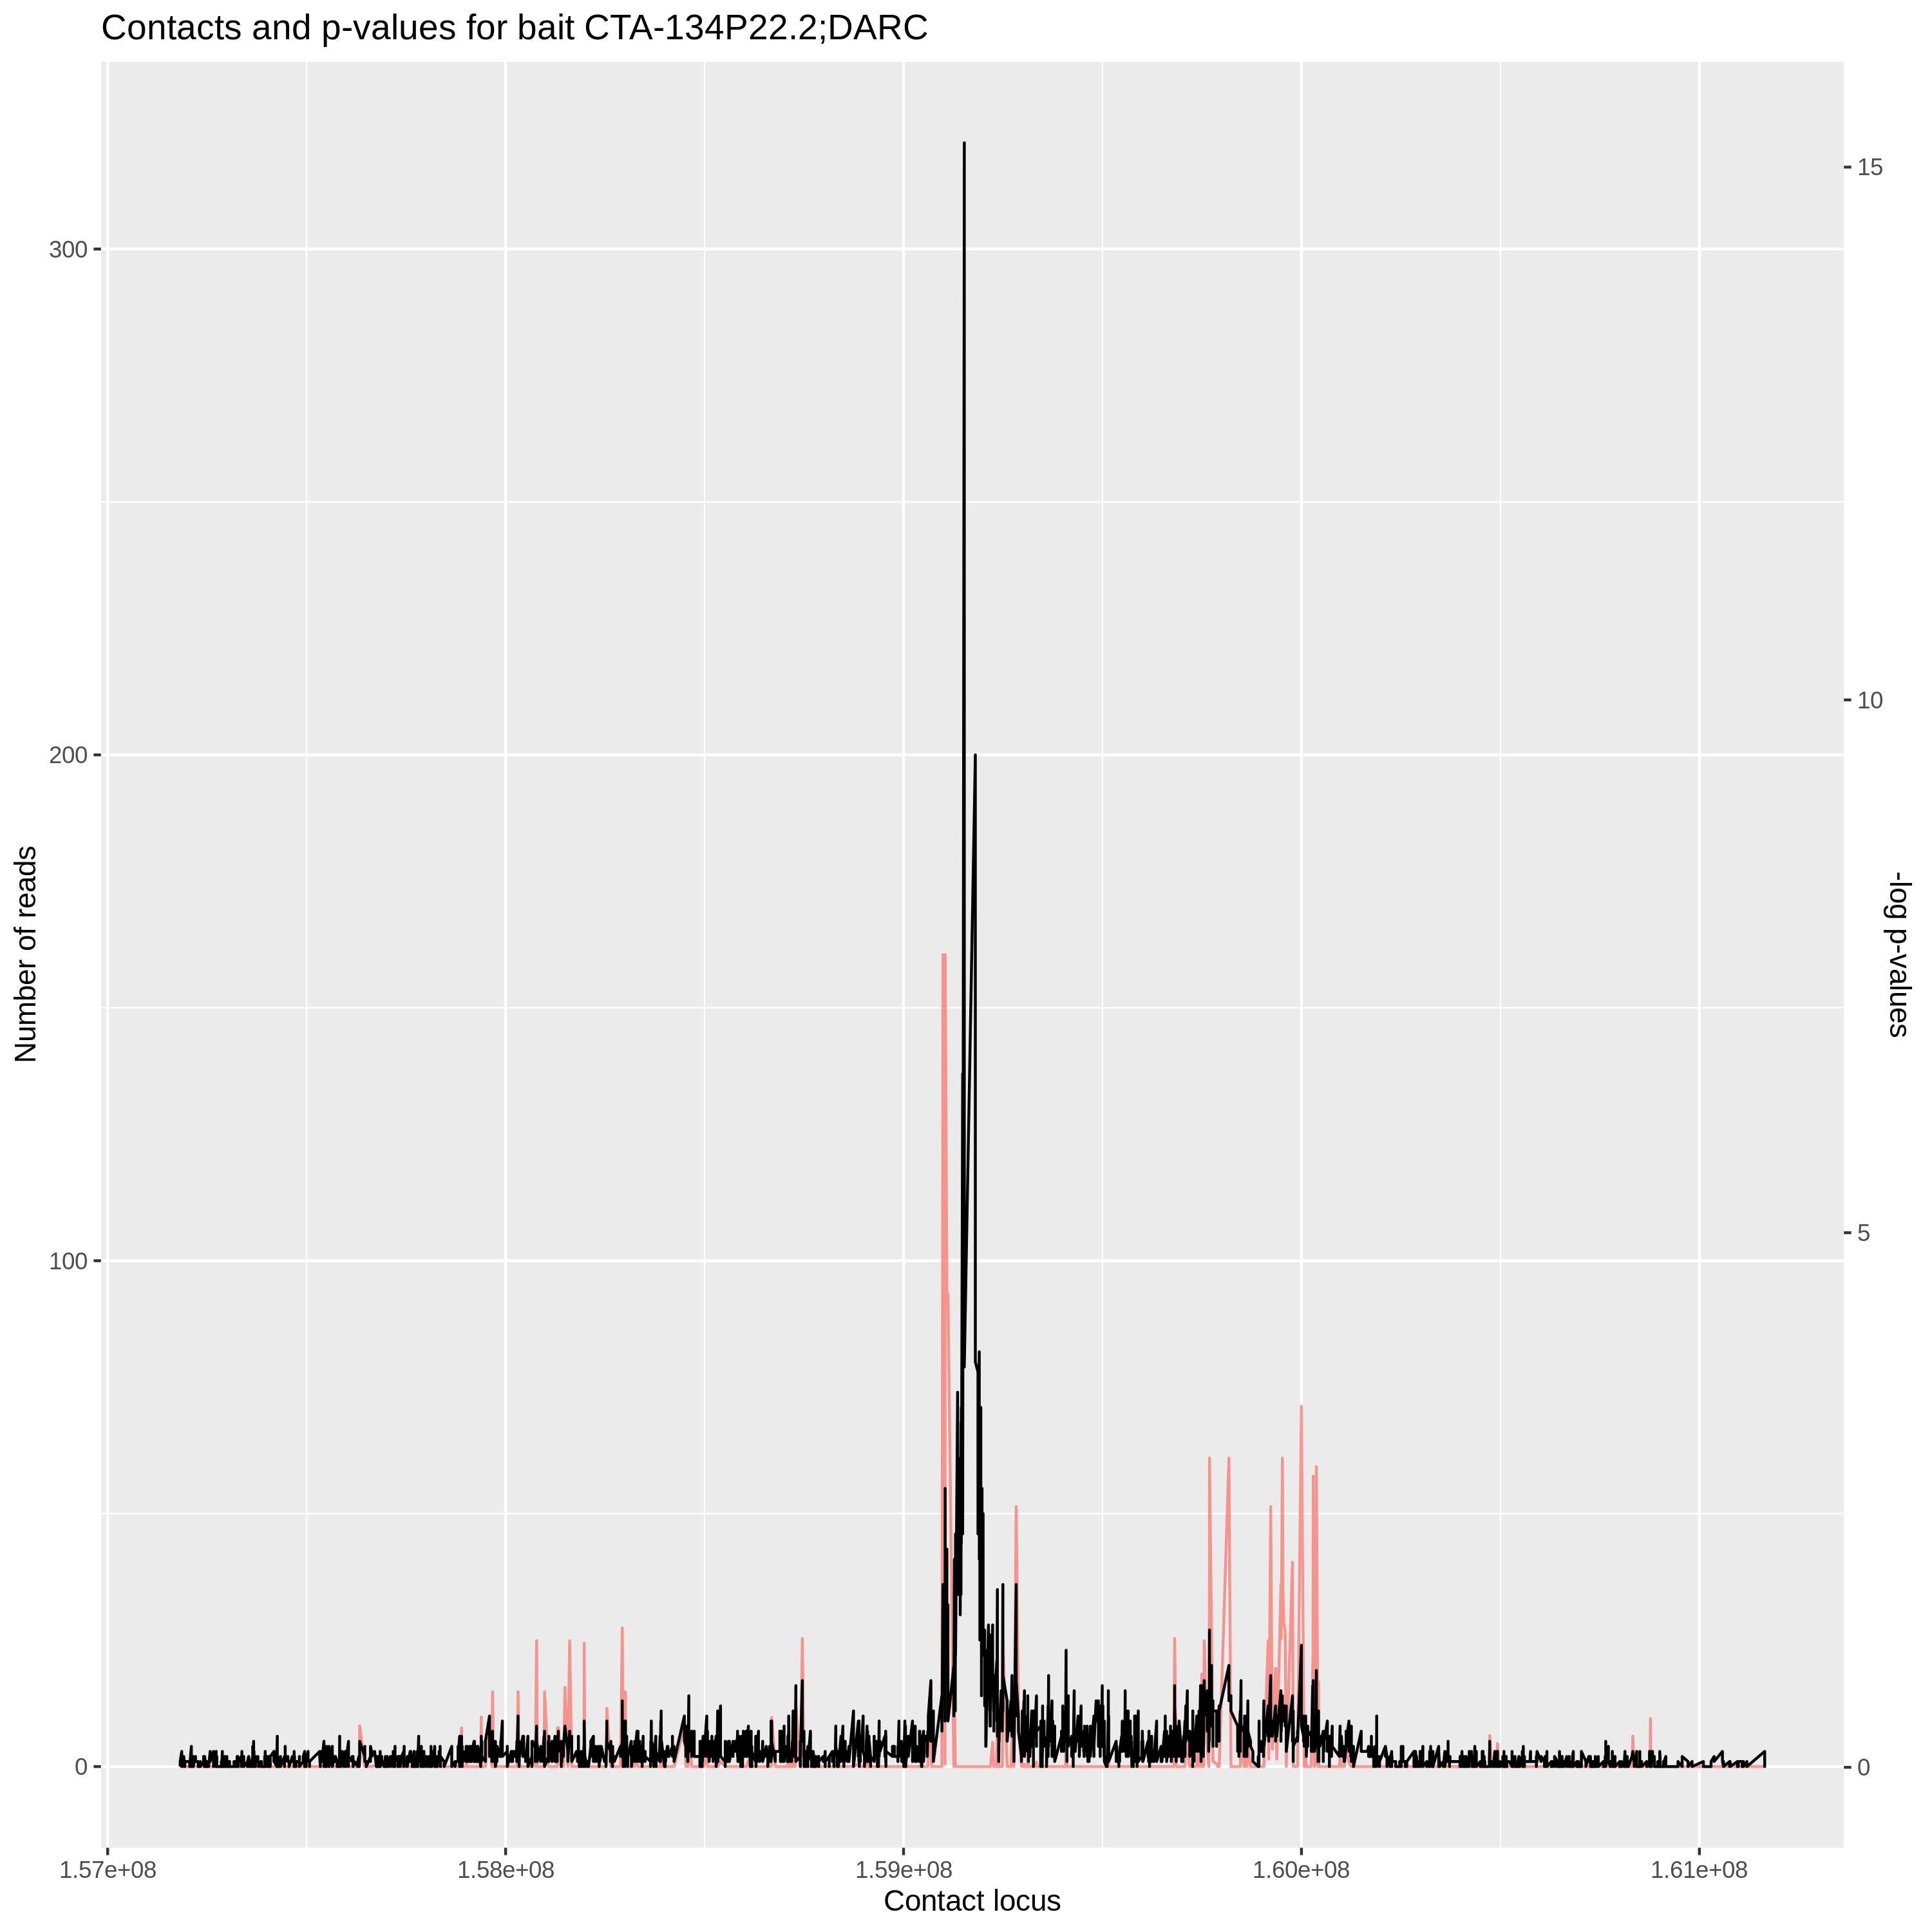 Contacts and p-values for bait CTA-134P22.2;DARC
300
200
100
0
Number of reads
15
10
5
0
-log p-values
1.57e+08
1.58e+08
1.59e+08
1.60e+08
1.61e+08
Contact locus